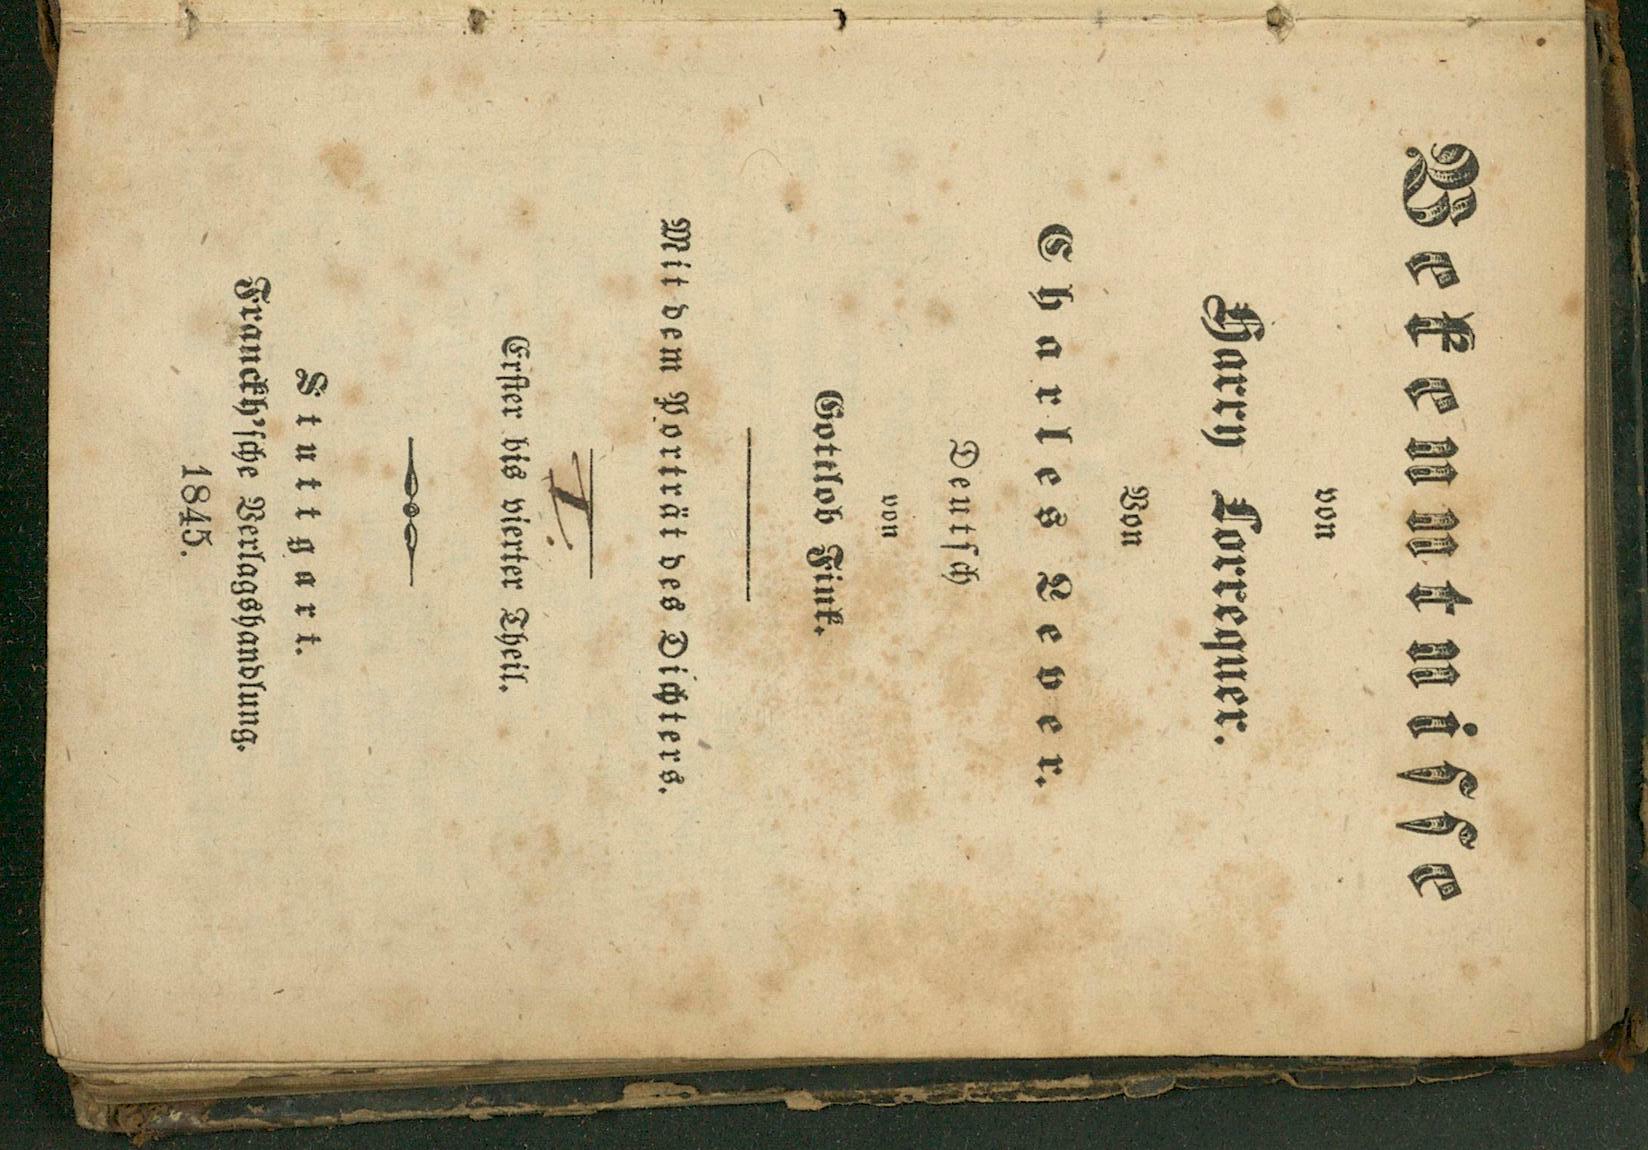 Bekenntnisse
von
Harry Lorrequer.
Von
Charles Lever.
Deutsch
von
Gottlob Fink.
Mit dem Porträt des Dichters.
I.
Erster bis vierter Theil.
Stuttgart.
Franckh'sche Verlagshandlung.
1845.